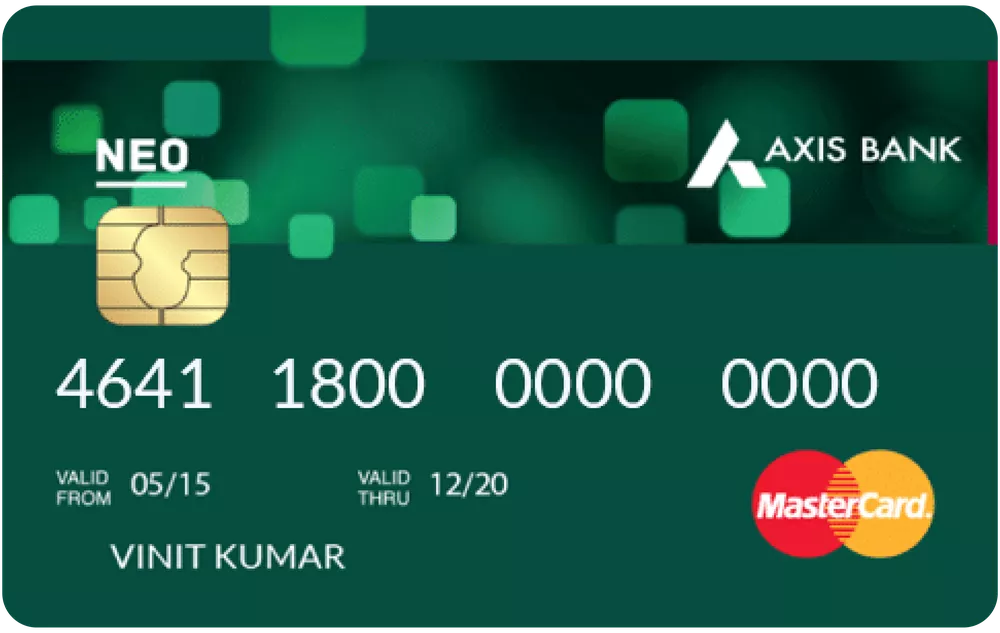 NEO
AXIS BANK
4641 1800 0000 0000
VALID FROM 05/15 VALID THRU 12/20
VINIT KUMAR
MasterCard.